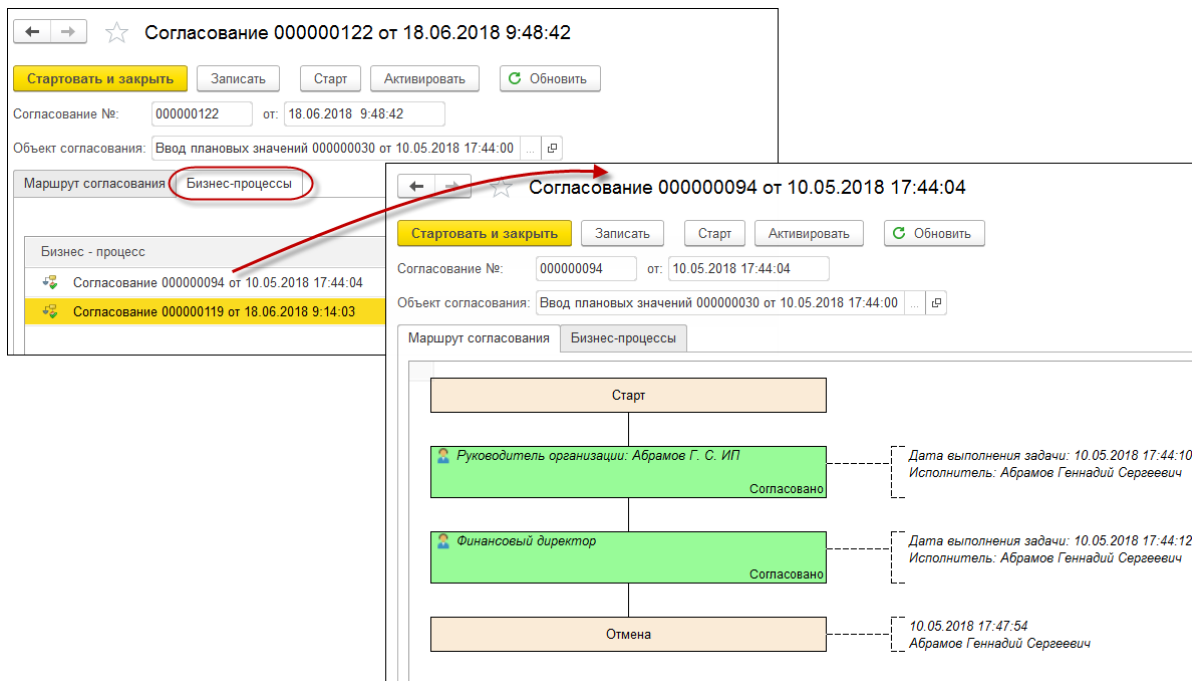 Согласование 000000122 от 18.06.2018 9:48:42
Стартовать и закрыть Записать Старт Активировать Обновить
Согласование №: 000000122 от: 18.06.2018 9:48:42
Объект согласования: Ввод плановых значений 000000030 от 10.05.2018 17:44:00 ...
Маршрут согласования Бизнес-процессы
Бизнес - процесс
Согласование 000000094 от 10.05.2018 17:44:04
Согласование 000000119 от 18.06.2018 9:14:03
Согласование 000000094 от 10.05.2018 17:44:04
Стартовать и закрыть Записать Старт Активировать Обновить
Согласование №: 000000094 от: 10.05.2018 17:44:04
Объект согласования: Ввод плановых значений 000000030 от 10.05.2018 17:44:00 ...
Маршрут согласования Бизнес-процессы
Старт
Руководитель организации: Абрамов Г. С. ИП
Согласовано
Дата выполнения задачи: 10.05.2018 17:44:10
Исполнитель: Абрамов Геннадий Сергеевич
Финансовый директор
Согласовано
Дата выполнения задачи: 10.05.2018 17:44:12
Исполнитель: Абрамов Геннадий Сергеевич
Отмена
10.05.2018 17:47:54
Абрамов Геннадий Сергеевич